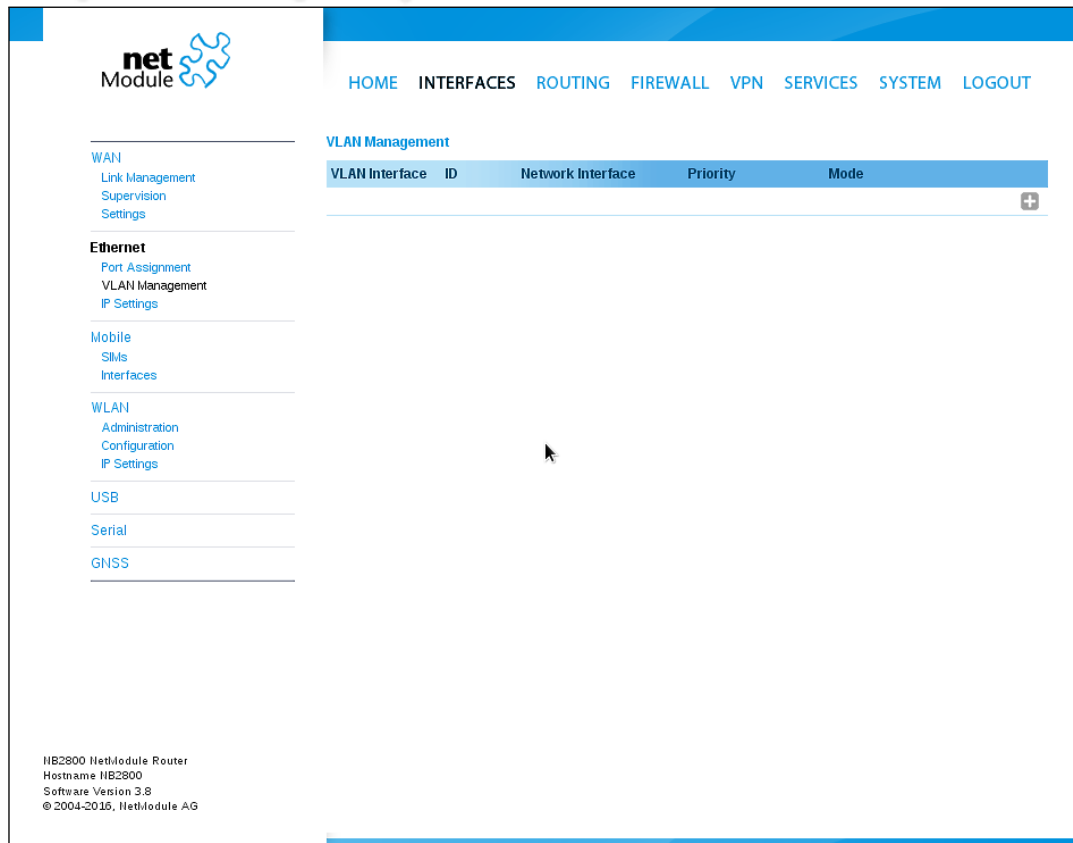 net
Module
HOME INTERFACES ROUTING FIREWALL VPN SERVICES SYSTEM LOGOUT
WAN
Link Management
Supervision
Settings
Ethernet
Port Assignment
VLAN Management
IP Settings
Mobile
SIMs
Interfaces
WLAN
Administration
Configuration
IP Settings
USB
Serial
GNSS
VLAN Management
VLAN Interface ID Network Interface Priority Mode
NB2800 NetModule Router
Hostname NB2800
Software Version 3.8
© 2004-2016, NetModule AG